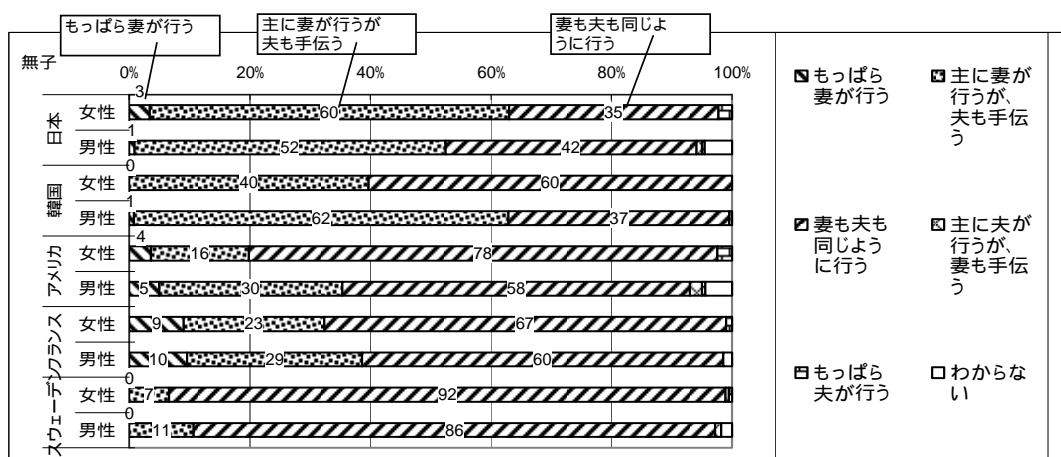 もっぱら妻が行う
主に妻が行うが
夫も手伝う
妻も夫も同じよ
うに行う
無子
0% 20% 40% 60% 80% 100%
日本
女性 3 60 35
男性 1 52 42
韓国
女性 0 40 60
男性 1 62 37
アメリカ
女性 4 16 78
男性 5 30 58
フランス
女性 9 23 67
男性 10 29 60
スウェーデン
女性 0 7 92
男性 0 11 86
もっぱら
妻が行う
主に妻が
行うが、
夫も手伝
う
妻も夫も
同じよう
に行う
主に夫が
行うが、
妻も手伝
う
もっぱら
夫が行う
わからな
い